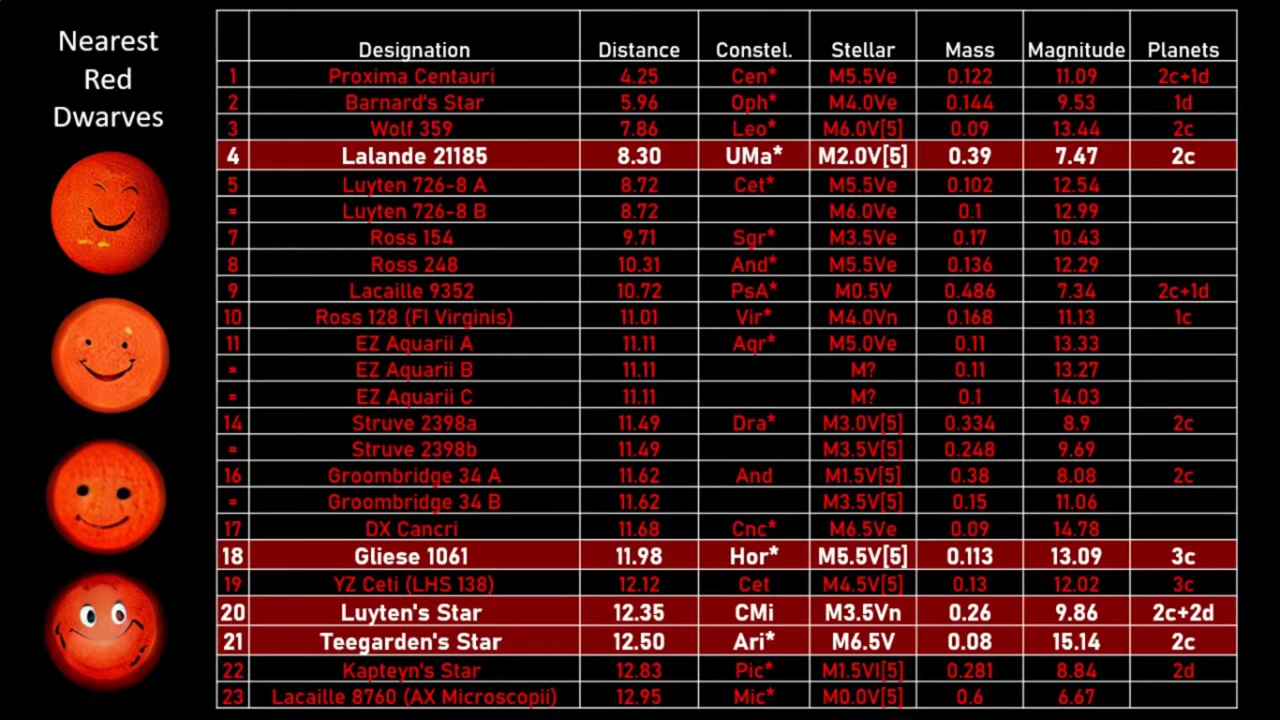 Nearest
Red
Dwarves
Designation Distance Constel. Stellar Mass Magnitude Planets
1 Proxima Centauri 4.25 Cen* M5.5Ve 0.122 11.09 2c+1d
2 Barnard's Star 5.96 Oph* M4.0Ve 0.144 9.53 1d
3 Wolf 359 7.86 Leo* M6.0V[5] 0.09 13.44 2c
4 Lalande 21185 8.30 UMa* M2.0V[5] 0.39 7.47 2c
5 Luyten 726-8 A 8.72 Cet* M5.5Ve 0.102 12.54
= Luyten 726-8 B 8.72 M6.0Ve 0.1 12.99
7 Ross 154 9.71 Sgr* M3.5Ve 0.17 10.43
8 Ross 248 10.31 And* M5.5Ve 0.136 12.29
9 Lacaille 9352 10.72 PsA* M0.5V 0.486 7.34 2c+1d
10 Ross 128 (FI Virginis) 11.01 Vir* M4.0Vn 0.168 11.13 1c
11 EZ Aquarii A 11.11 Aqr* M5.0Ve 0.11 13.33
= EZ Aquarii B 11.11 M? 0.11 13.27
= EZ Aquarii C 11.11 M? 0.1 14.03
14 Struve 2398a 11.49 Dra* M3.0V[5] 0.334 8.9 2c
= Struve 2398b 11.49 M3.5V[5] 0.248 9.69
16 Groombridge 34 A 11.62 And M1.5V[5] 0.38 8.08 2c
= Groombridge 34 B 11.62 M3.5V[5] 0.15 11.06
17 DX Cancri 11.68 Cnc* M6.5Ve 0.09 14.78
18 Gliese 1061 11.98 Hor* M5.5V[5] 0.113 13.09 3c
19 YZ Ceti (LHS 138) 12.12 Cet M4.5V[5] 0.13 12.02 3c
20 Luyten's Star 12.35 CMi M3.5Vn 0.26 9.86 2c+2d
21 Teegarden's Star 12.50 Ari* M6.5V 0.08 15.14 2c
22 Kapteyn's Star 12.83 Pic* M1.5VI[5] 0.281 8.84 2d
23 Lacaille 8760 (AX Microscopii) 12.95 Mic* M0.0V[5] 0.6 6.67